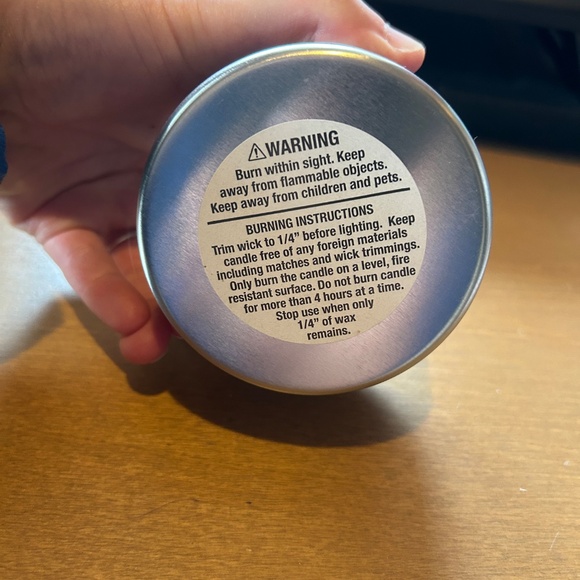 ⚠WARNING
Burn within sight. Keep
away from flammable objects.
Keep away from children and pets.
BURNING INSTRUCTIONS
Trim wick to 1/4" before lighting. Keep
candle free of any foreign materials
including matches and wick trimmings.
Only burn the candle on a level, fire
resistant surface. Do not burn candle
for more than 4 hours at a time.
Stop use when only
1/4" of wax
remains.